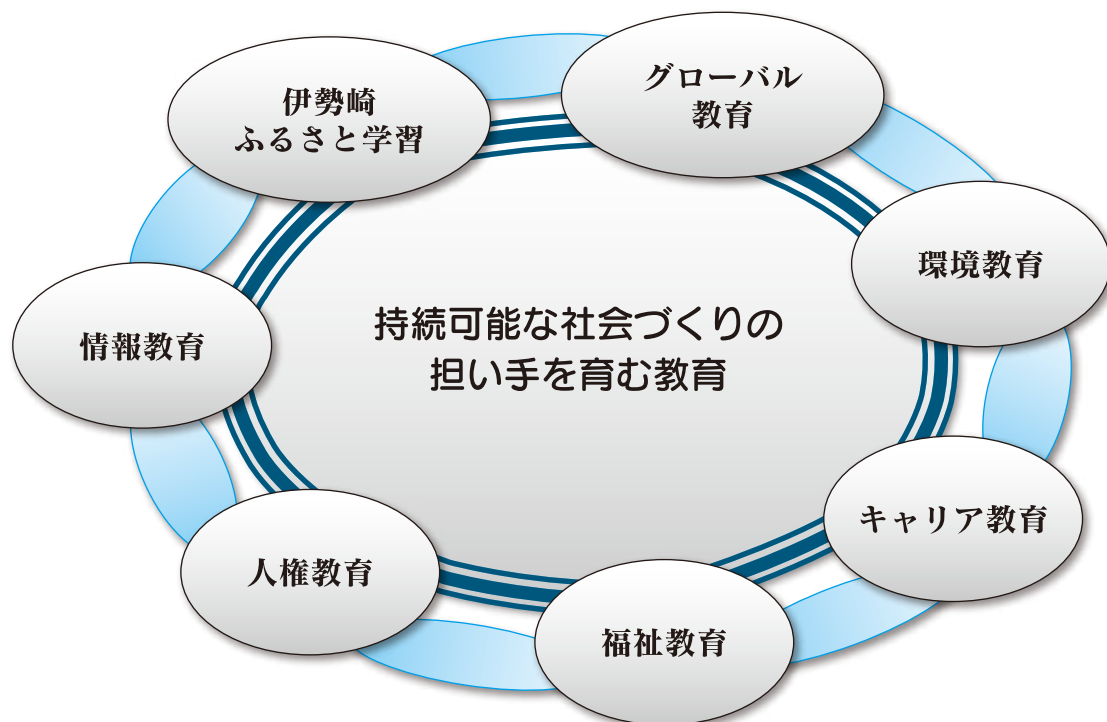 伊勢崎
ふるさと学習
グローバル
教育
環境教育
持続可能な社会づくりの
担い手を育む教育
情報教育
キャリア教育
人権教育
福祉教育